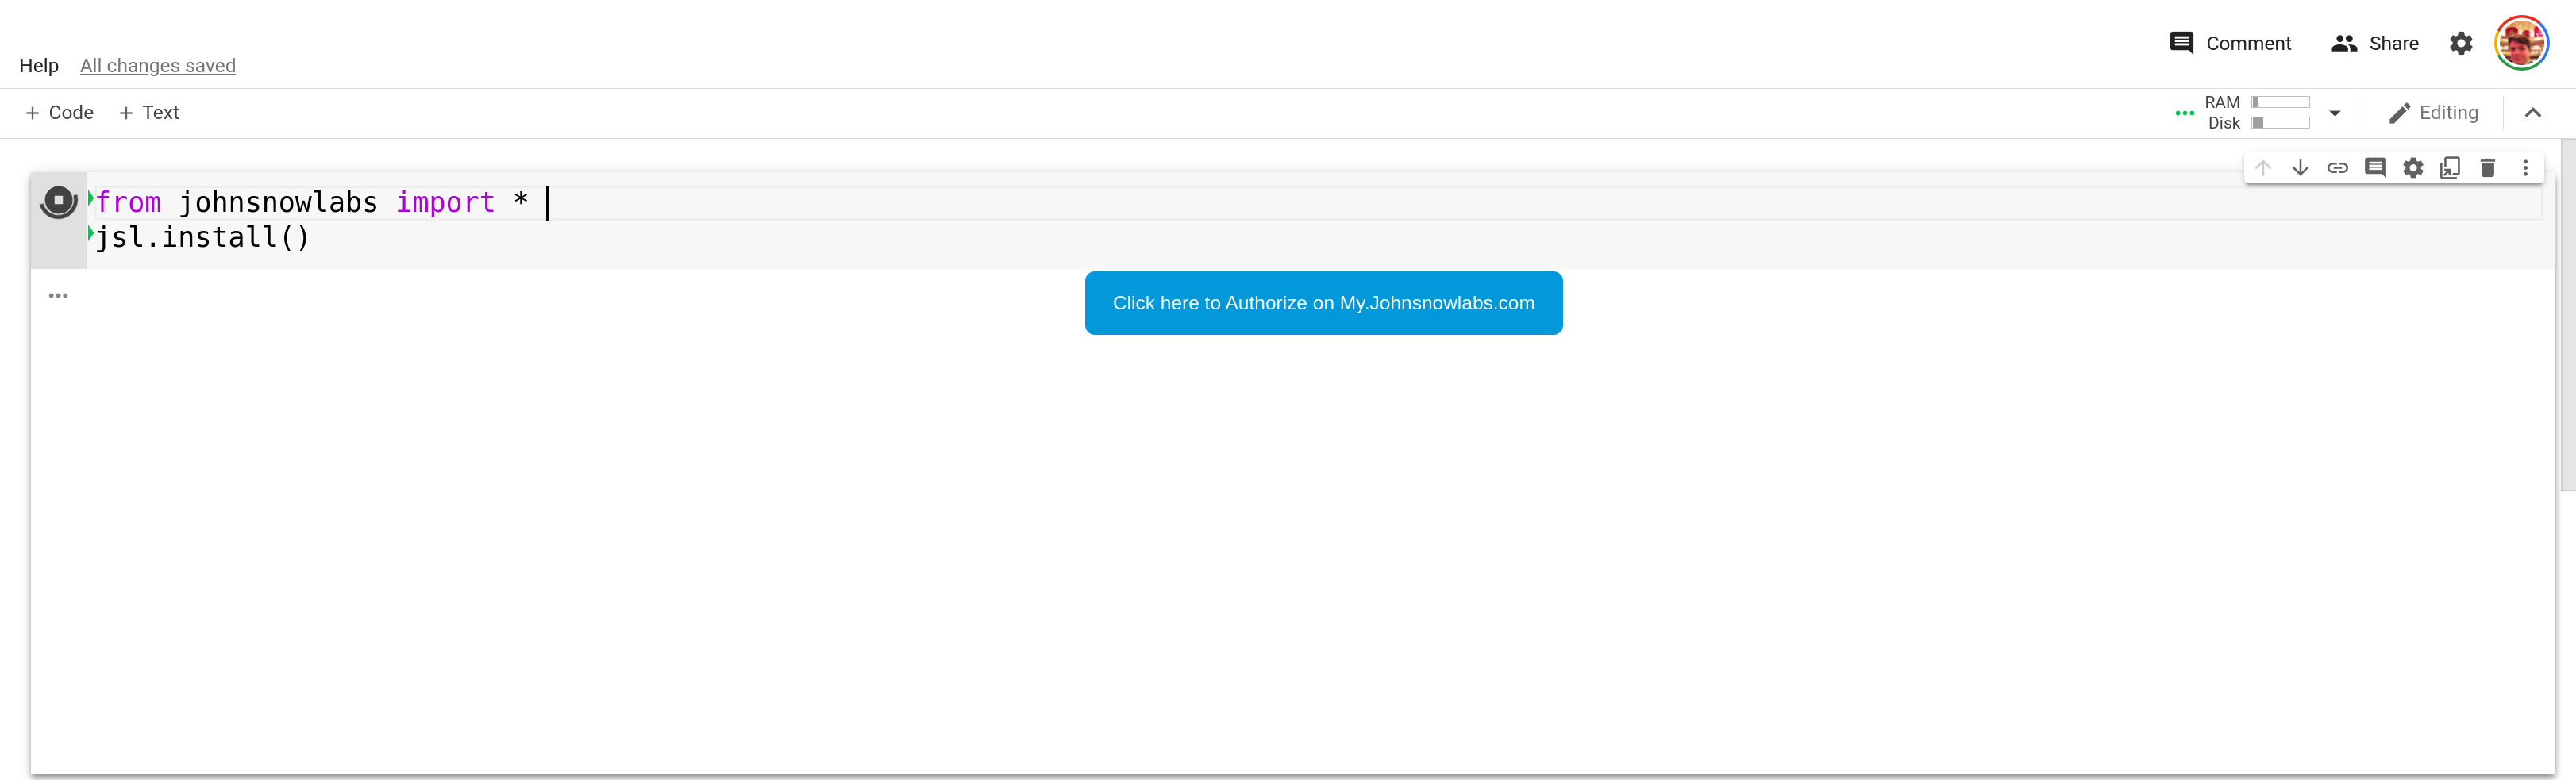 Comment Share
Help All changes saved
+ Code + Text
RAM
Disk
Editing
from johnsnowlabs import *
jsl.install()
Click here to Authorize on My.Johnsnowlabs.com